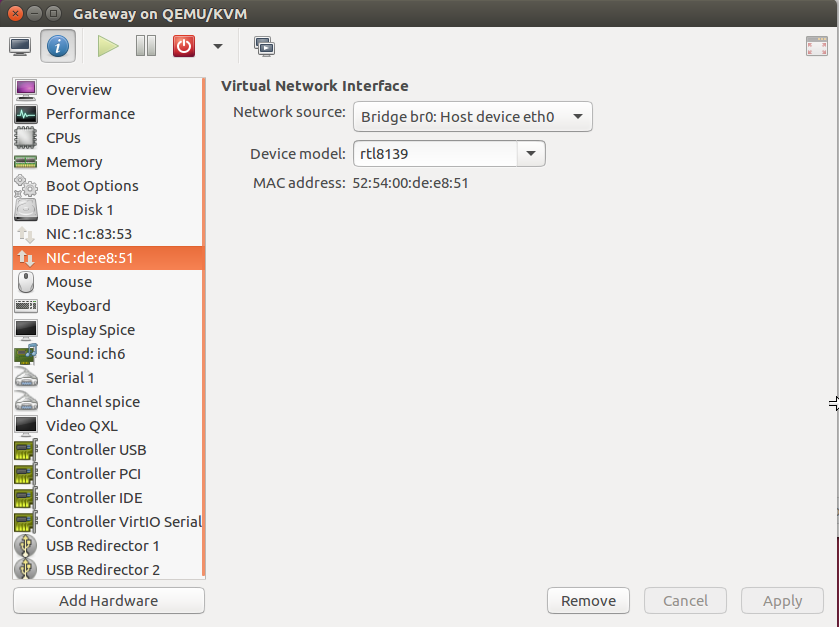 Gateway on QEMU/KVM
Overview
Performance
CPUs
Memory
Boot Options
IDE Disk 1
NIC :1c:83:53
NIC :de:e8:51
Mouse
Keyboard
Display Spice
Sound: ich6
Serial 1
Channel spice
Video QXL
Controller USB
Controller PCI
Controller IDE
Controller VirtIO Serial
USB Redirector 1
USB Redirector 2
Add Hardware
Virtual Network Interface
Network source: Bridge br0: Host device eth0
Device model: rtl8139
MAC address: 52:54:00:de:e8:51
Remove Cancel Apply